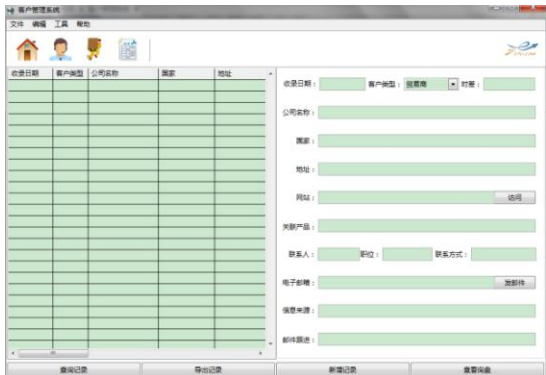 客户管理系统
文件 编辑 工具 帮助
收录日期 客户类型 公司名称 国家 地址
收录日期： 客户类型： 贸易商 时差：
公司名称：
国家：
地址：
网站： 访问
关联产品：
联系人： 职位： 联系方式：
电子邮箱： 发邮件
信息来源：
邮件跟进：
查询记录 导出记录 新增记录 查看询盘